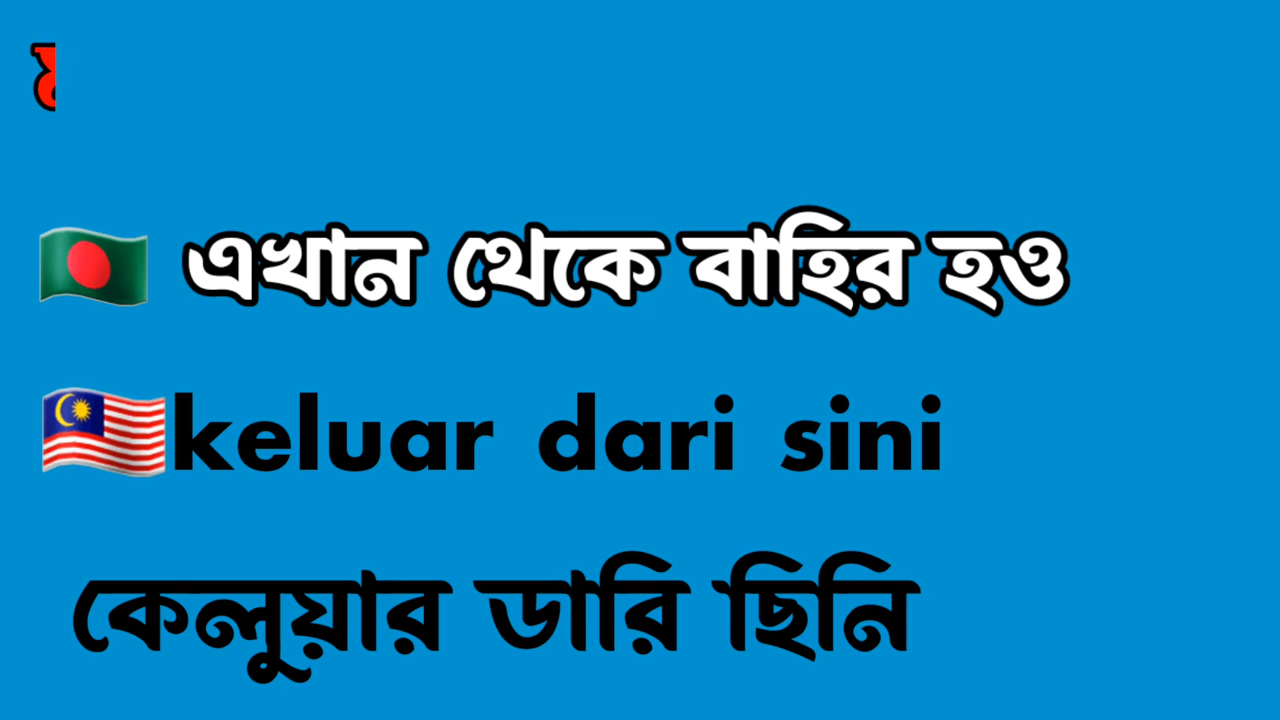 এখান থেকে বাহির হও
keluar dari sini
কেলুয়ার ডারি ছিনি